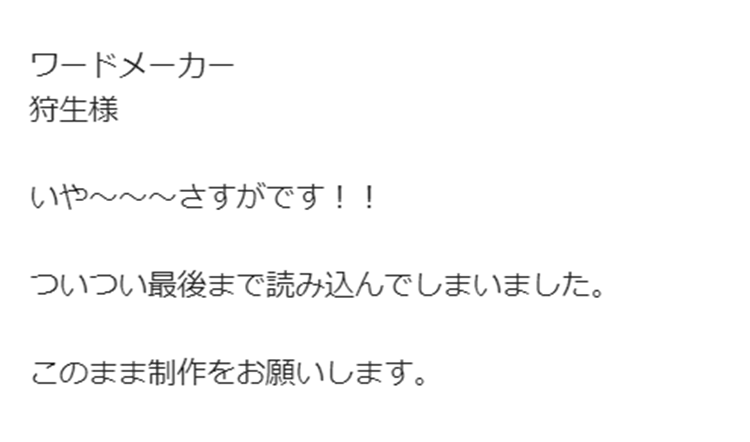 ワードメーカー
狩生様
いや～～～さすがです！！
ついつい最後まで読み込んでしまいました。
このまま制作をお願いします。